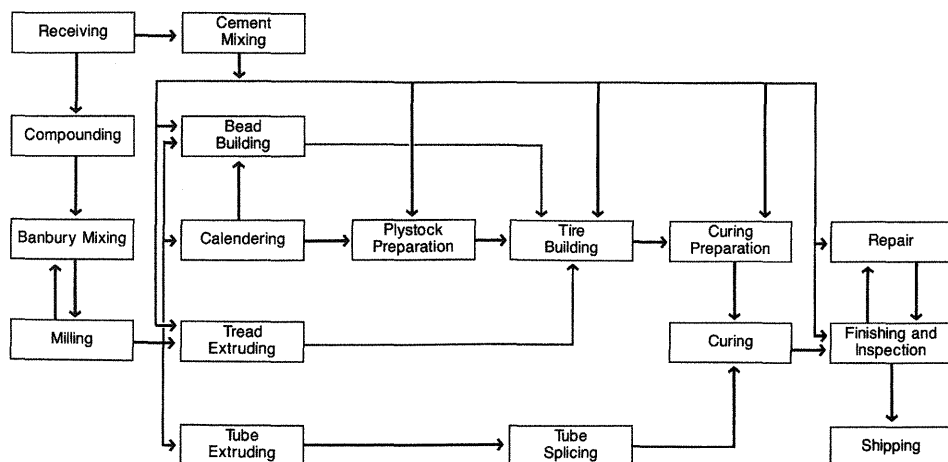 Receiving
Cement
Mixing
Compounding
Bead
Building
Banbury Mixing
Calendering
Plystock
Preparation
Tire
Building
Curing
Preparation
Repair
Milling
Tread
Extruding
Curing
Finishing and
Inspection
Tube
Extruding
Tube
Splicing
Shipping